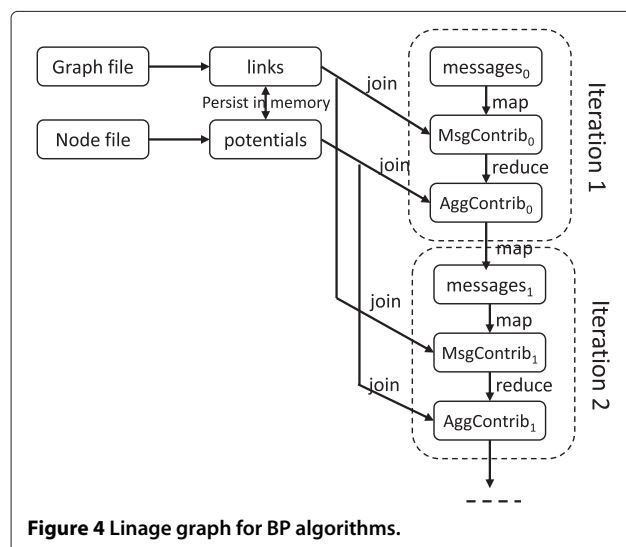 Graph file
links
join
messages₀
map
Persist in memory
MsgContrib₀
Node file
potentials
join
reduce
AggContrib₀
Iteration 1
map
messages₁
join
map
MsgContrib₁
join
reduce
AggContrib₁
Iteration 2
Figure 4 Linage graph for BP algorithms.